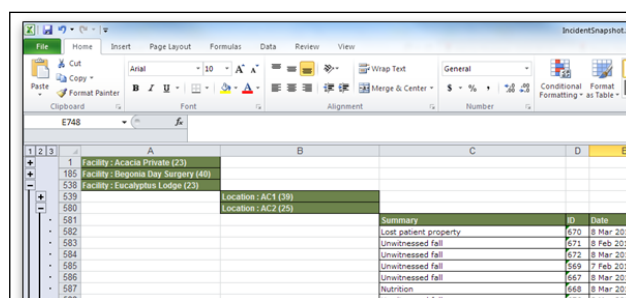 IncidentSnapshot.
File Home Insert Page Layout Formulas Data Review View
Cut
Copy
Format Painter
Paste
Clipboard
Arial 10
B I U
Font
Wrap Text
Merge & Center
Alignment
General
$ % ,
Number
Conditional Formatting
Format as Table
E748 fx
1 2 3 A B C D E
1 Facility : Acacia Private (23)
185 Facility : Begonia Day Surgery (40)
538 Facility : Eucalyptus Lodge (23)
539 Location : AC1 (39)
580 Location : AC2 (25)
581 Summary ID Date
582 Lost patient property 670 8 Mar 20
583 Unwitnessed fall 671 8 Feb 20
584 Unwitnessed fall 672 8 Mar 20
585 Unwitnessed fall 569 7 Feb 20
586 Unwitnessed fall 667 8 Mar 20
587 Nutrition 668 8 Mar 20